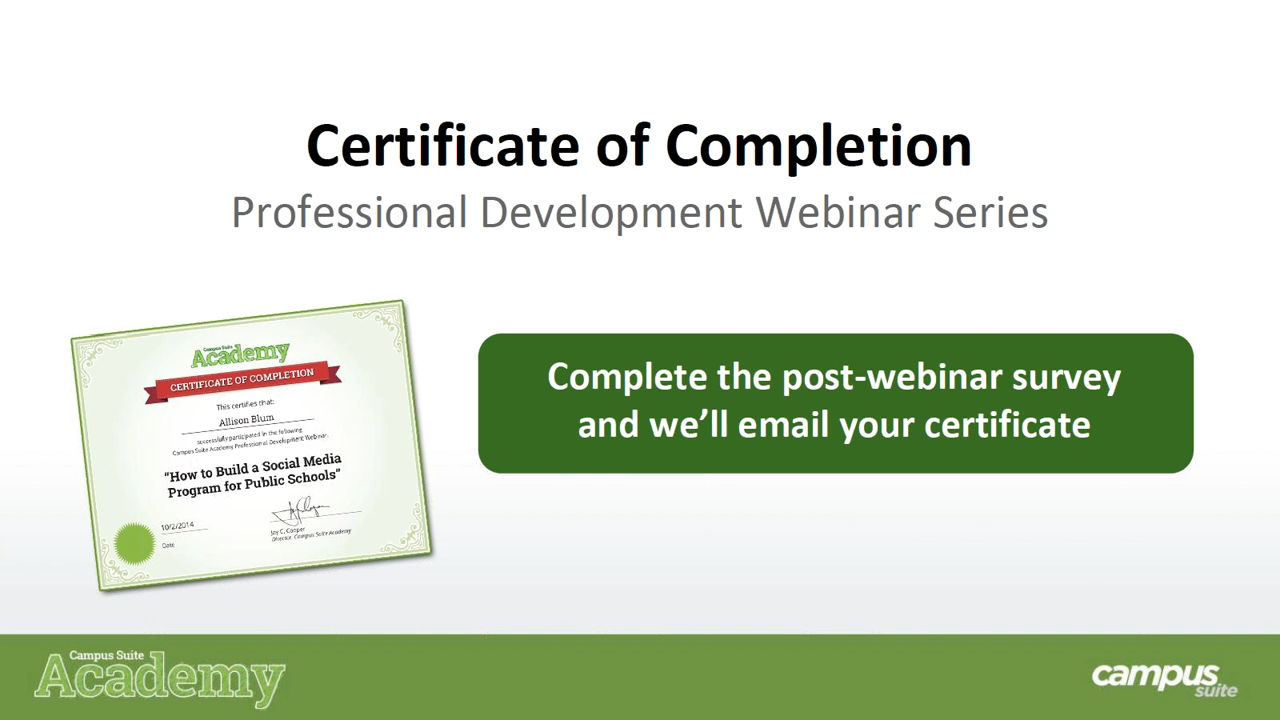 Certificate of Completion
Professional Development Webinar Series
Campus Suite
Academy
CERTIFICATE OF COMPLETION
This certifies that:
Allison Blum
successfully participated in the following
Campus Suite Academy Professional Development Webinar.
“How to Build a Social Media
Program for Public Schools”
10/2/2014
Date
Jay C. Cooper
Director, Campus Suite Academy
Complete the post-webinar survey
and we’ll email your certificate
Campus Suite
Academy
campus
suite